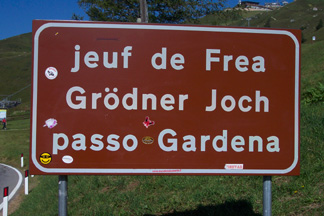 jeuf de Frea
Grödner Joch
passo Gardena